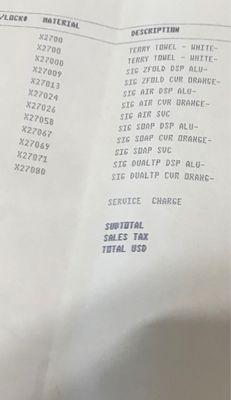 /LOCK# MATERIAL DESCRIPTION
X2700 TERRY TOWEL - WHITE-
X2700 TERRY TOWEL - WHITE-
X27008 SIG ZFOLD DSP ALU-
X27009 SIG ZFOLD CVR ORANGE-
X27013 SIG AIR DSP ALU-
X27024 SIG AIR CVR ORANGE-
X27026 SIG AIR SVC
X27058 SIG SOAP DSP ALU-
X27067 SIG SOAP CVR ORANGE-
X27069 SIG SOAP SVC
X27071 SIG DUALTP DSP ALU-
X27080 SIG DUALTP CVR ORANG-
SERVICE CHARGE
SUBTOTAL
SALES TAX
TOTAL USD